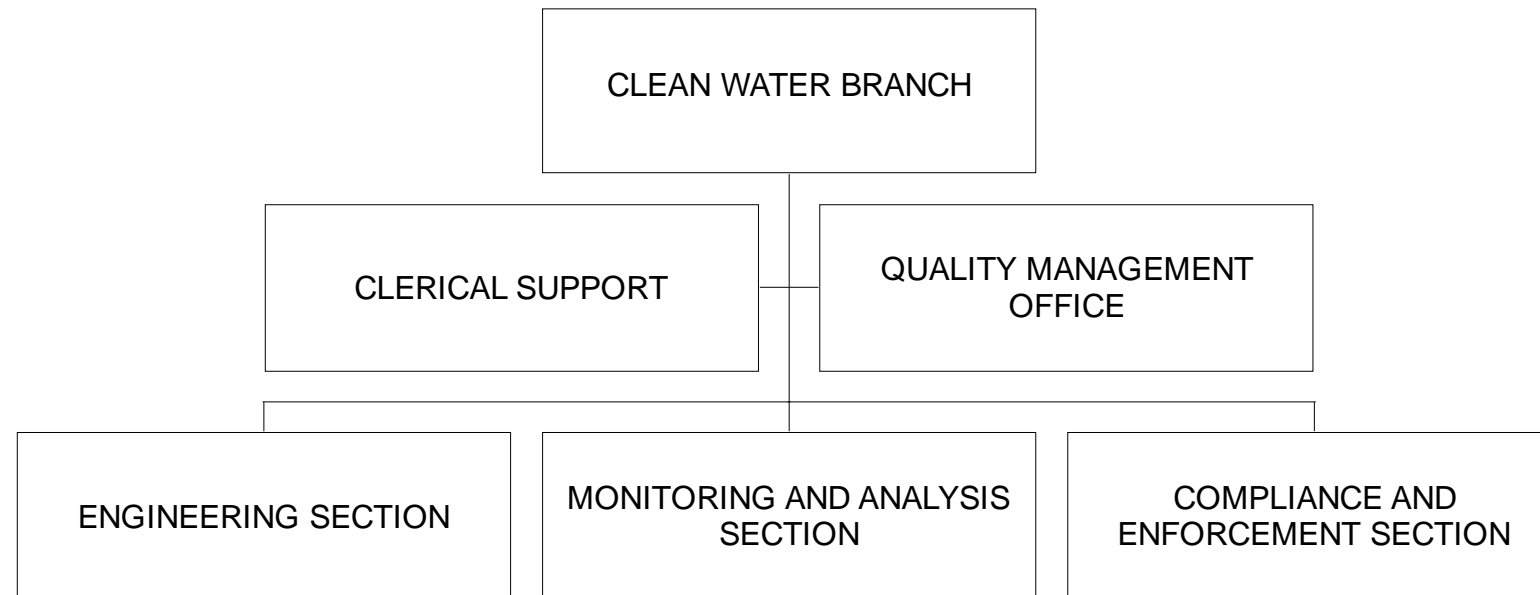 CLEAN WATER BRANCH
CLERICAL SUPPORT
QUALITY MANAGEMENT
OFFICE
ENGINEERING SECTION
MONITORING AND ANALYSIS
SECTION
COMPLIANCE AND
ENFORCEMENT SECTION